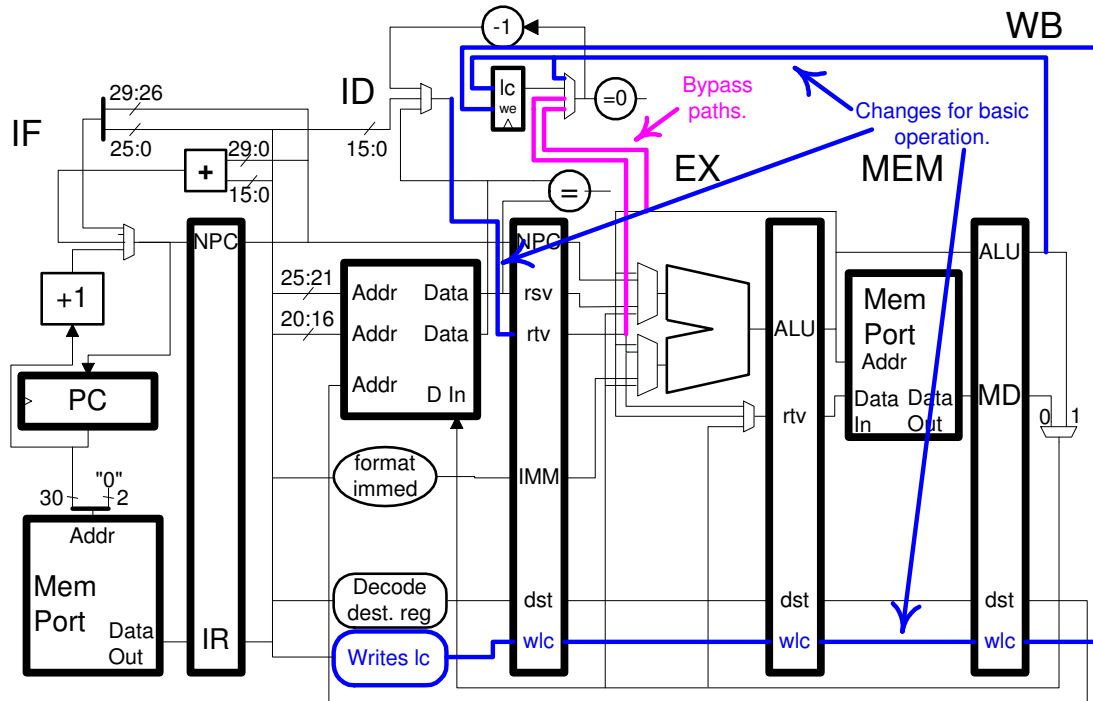 WB
-1
29:26
ID
lc
we
=0
Bypass
paths.
Changes for basic
operation.
IF
25:0
15:0
29:0
+
15:0
EX
MEM
=
NPC
NPC
ALU
+1
25:21
Addr
Data
rsv
Mem
Port
20:16
Addr
Data
rtv
ALU
Addr
PC
Addr
D In
rtv
Data
In
Data
Out
MD
0
1
format
immed
IMM
"0"
30
2
Addr
Mem
Port
Data
Out
IR
Decode
dest. reg
dst
dst
dst
Writes lc
wlc
wlc
wlc